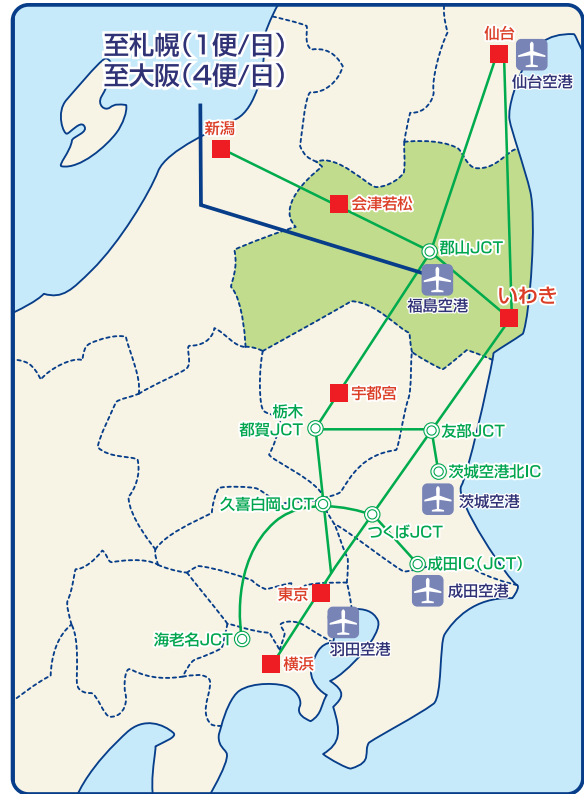 至札幌(1便/日)
至大阪(4便/日)
仙台
仙台空港
新潟
会津若松
郡山JCT
福島空港
いわき
宇都宮
栃木
都賀JCT
友部JCT
茨城空港北IC
茨城空港
久喜白岡JCT
つくばJCT
成田IC(JCT)
成田空港
東京
羽田空港
海老名JCT
横浜